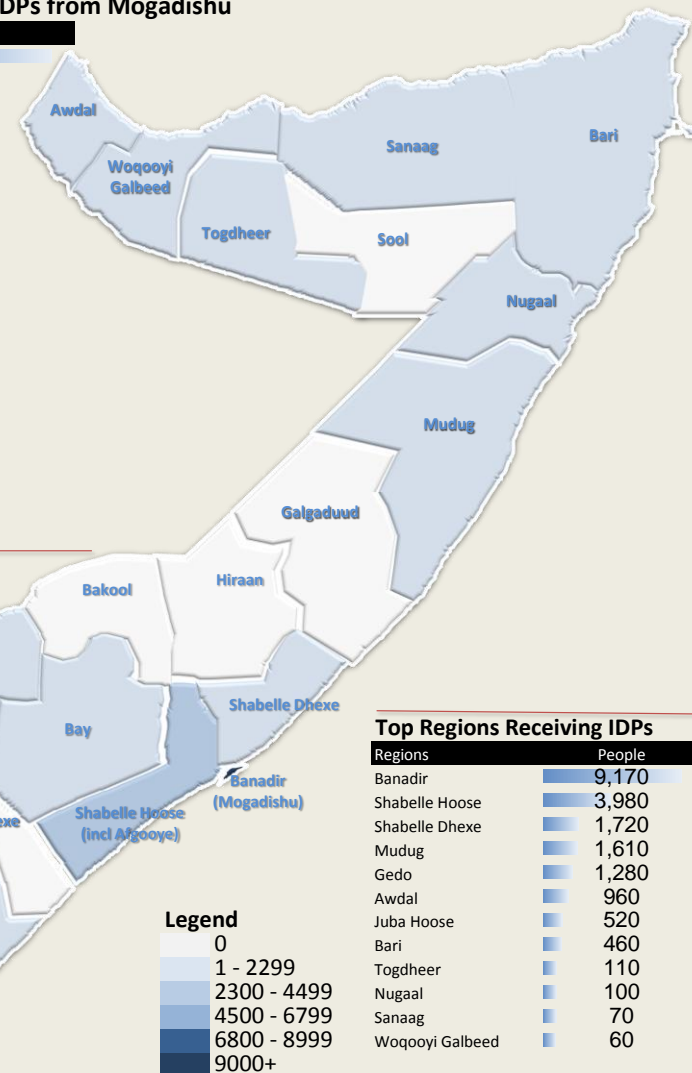 DPs from Mogadishu
Awdal
Woqooyi
Galbeed
Togdheer
Sanaag
Bari
Sool
Nugaal
Mudug
Galgaduud
Hiraan
Bakool
Bay
Shabelle Dhexe
Banadir
(Mogadishu)
Shabelle Hoose
(incl Afgooye)
exe
Top Regions Receiving IDPs
Regions People
Banadir 9,170
Shabelle Hoose 3,980
Shabelle Dhexe 1,720
Mudug 1,610
Gedo 1,280
Awdal 960
Juba Hoose 520
Bari 460
Togdheer 110
Nugaal 100
Sanaag 70
Woqooyi Galbeed 60
Legend
0
1 - 2299
2300 - 4499
4500 - 6799
6800 - 8999
9000+